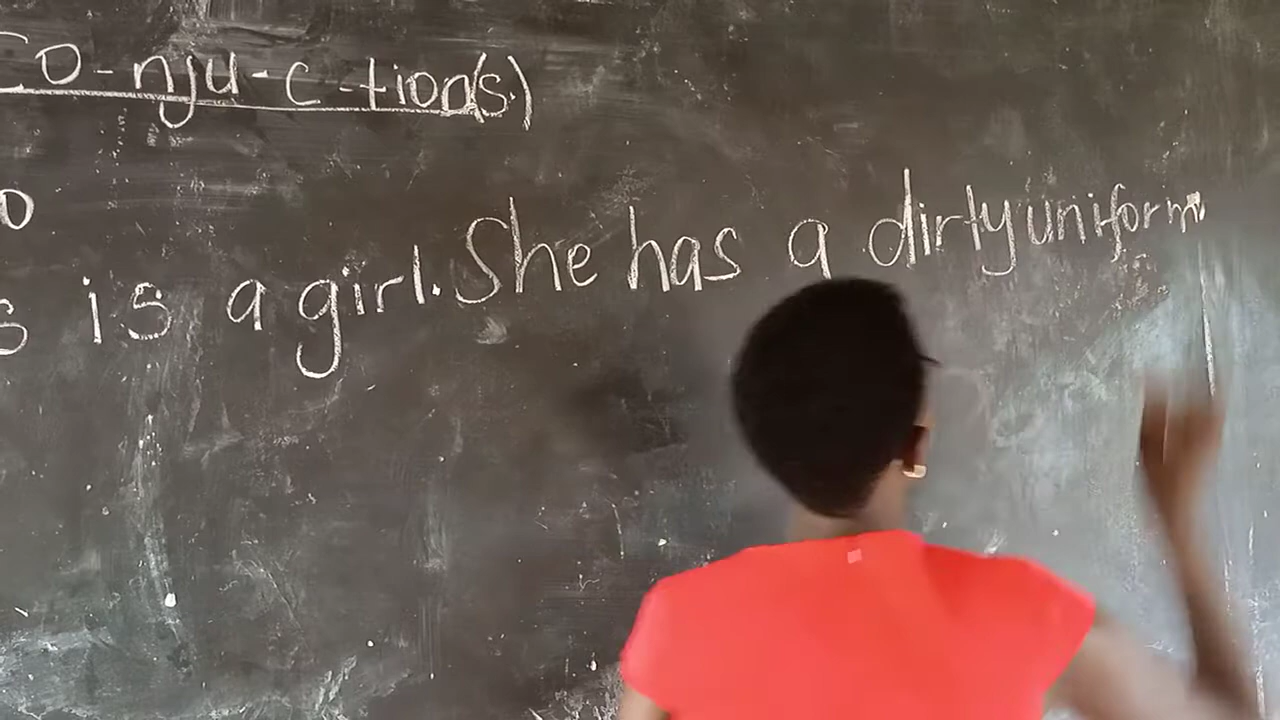 Co-nju-c-tion(s)
o
s is a girl. She has a dirty uniform